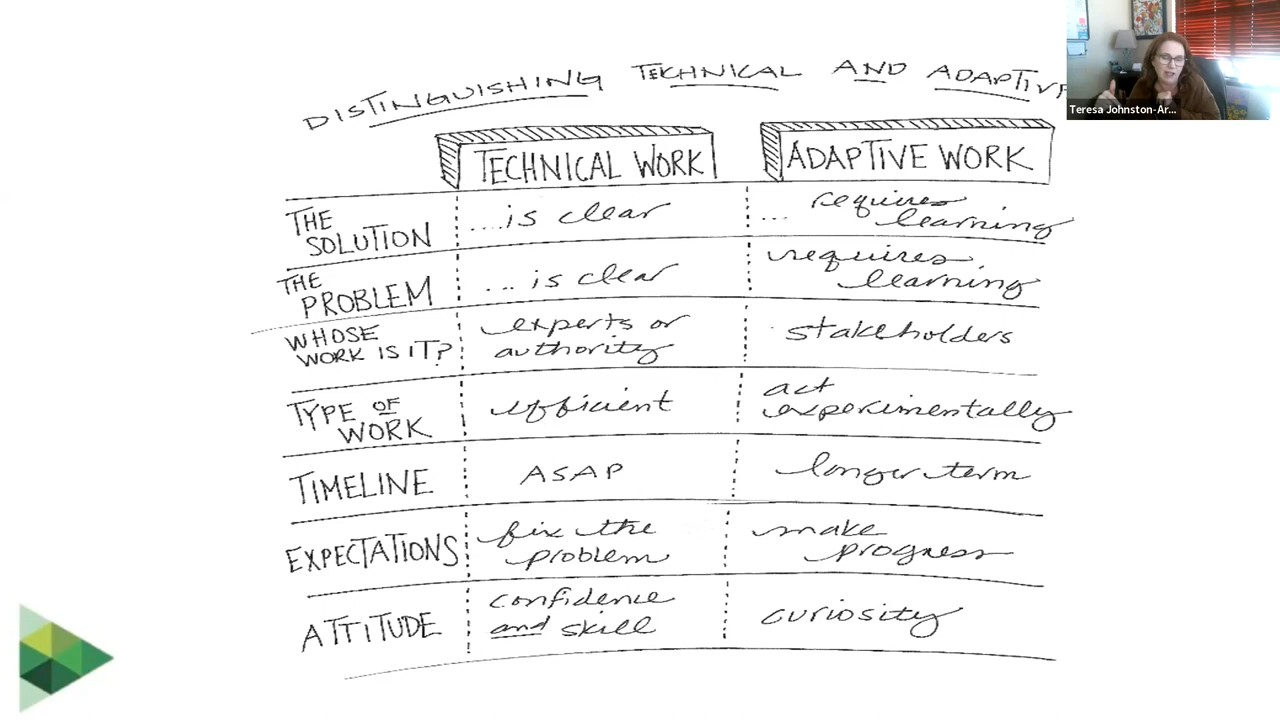 DISTINGUISHING TECHNICAL AND ADAPTIV
Teresa Johnston-Ar...
TECHNICAL WORK ADAPTIVE WORK
THE SOLUTION ....is clear ... requires learning
THE PROBLEM ... is clear requires learning
WHOSE WORK IS IT? experts or authority stakeholders
TYPE OF WORK efficient act experimentally
TIMELINE ASAP longer term
EXPECTATIONS fix the problem make progress
ATTITUDE confidence and skill curiosity